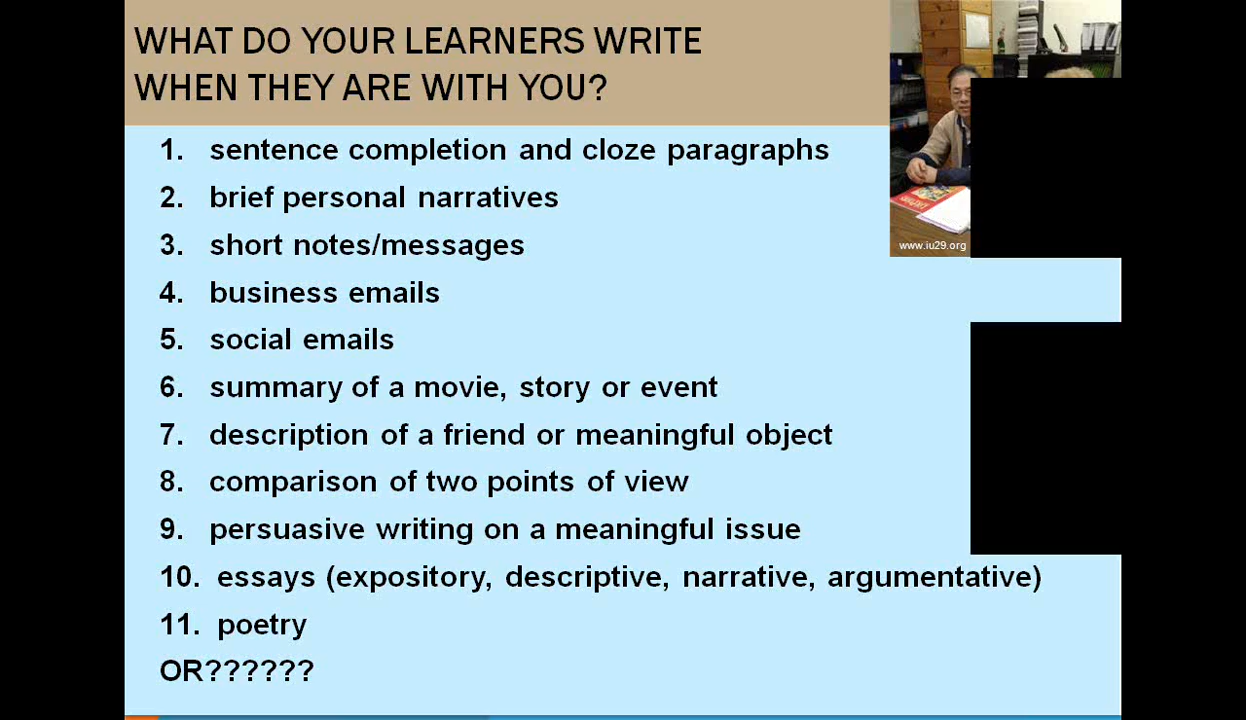 WHAT DO YOUR LEARNERS WRITE
WHEN THEY ARE WITH YOU?
1. sentence completion and cloze paragraphs
2. brief personal narratives
3. short notes/messages
4. business emails
5. social emails
6. summary of a movie, story or event
7. description of a friend or meaningful object
8. comparison of two points of view
9. persuasive writing on a meaningful issue
10. essays (expository, descriptive, narrative, argumentative)
11. poetry
OR??????
www.iu29.org